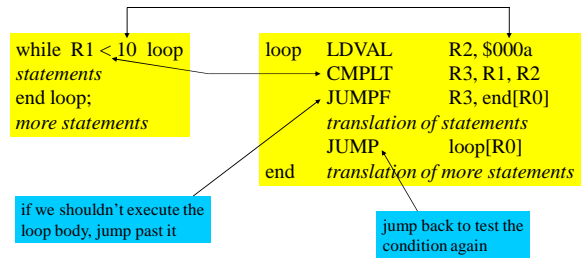 while R1 < 10 loop
statements
end loop;
more statements
loop LDVAL R2, $000a
CMPLT R3, R1, R2
JUMPF R3, end[R0]
translation of statements
JUMP loop[R0]
end translation of more statements
if we shouldn't execute the
loop body, jump past it
jump back to test the
condition again